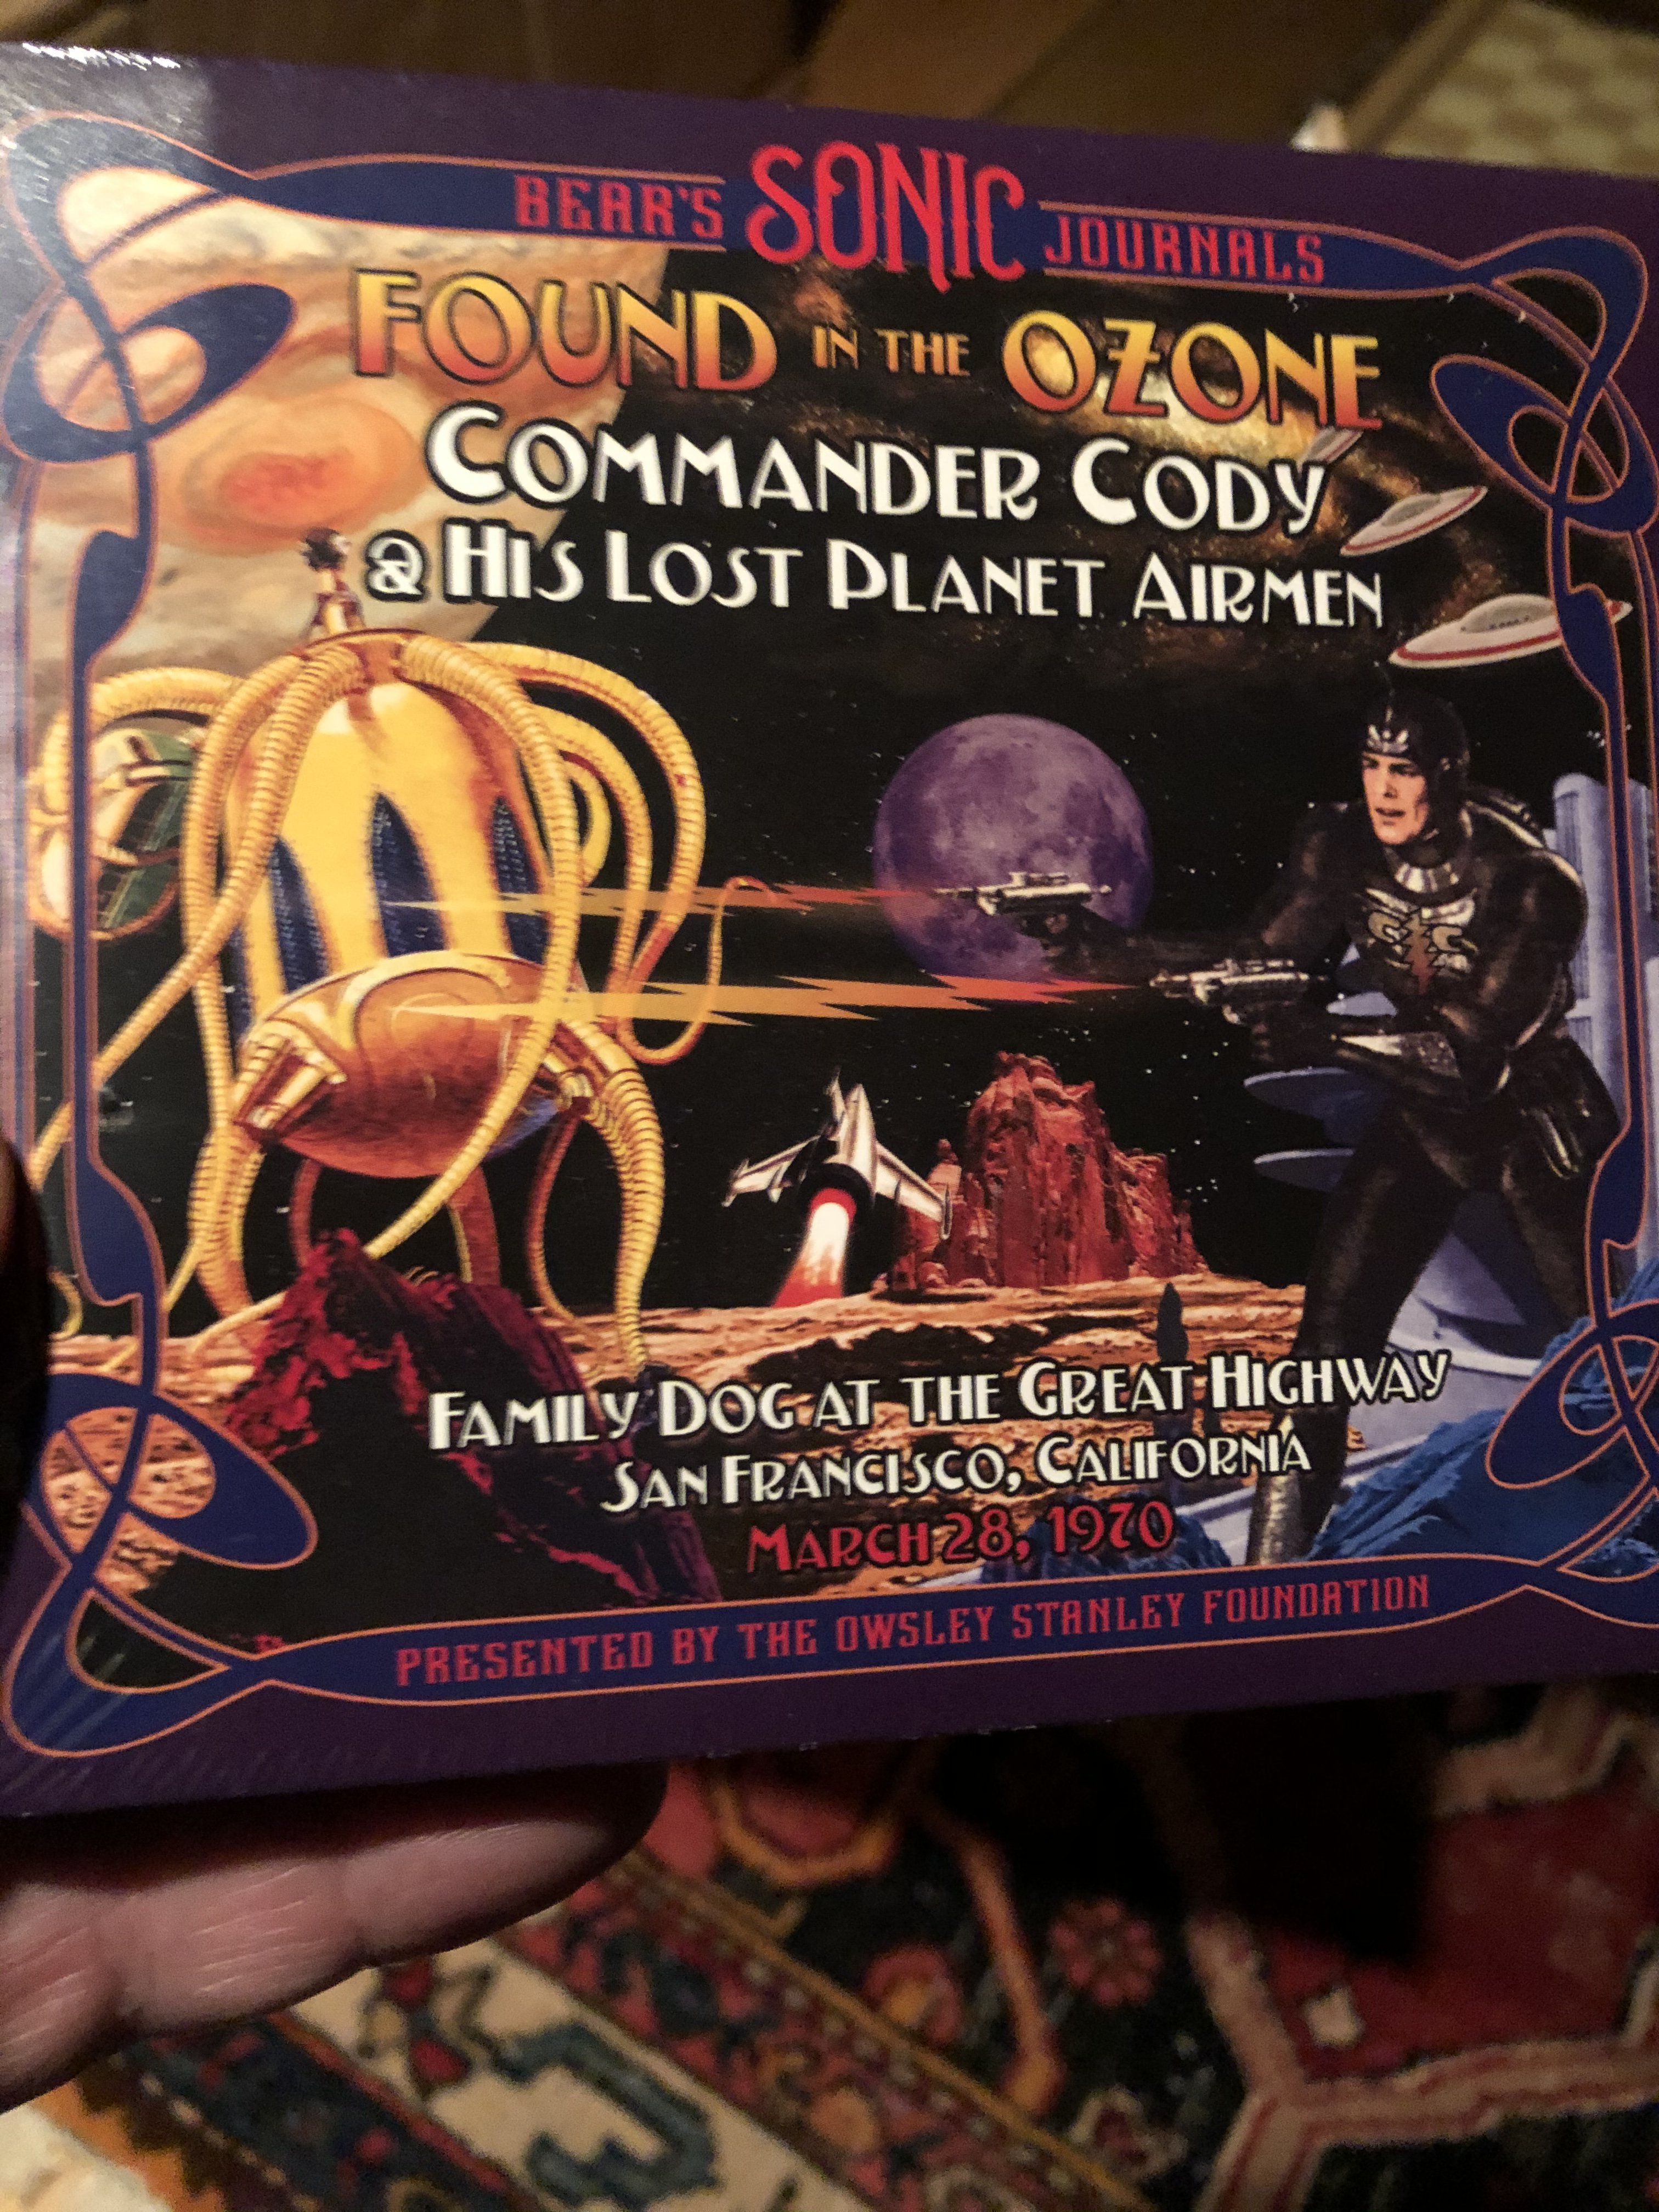 BEAR'S SONIC JOURNALS
FOUND IN THE OZONE
COMMANDER CODY
& HIS LOST PLANET AIRMEN
FAMILY DOG AT THE GREAT HIGHWAY
SAN FRANCISCO, CALIFORNIA
MARCH 28, 1970
PRESENTED BY THE OWSLEY STANLEY FOUNDATION